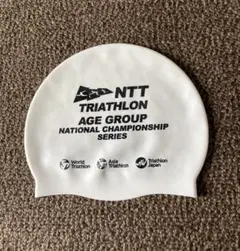 NTT
TRIATHLON
AGE GROUP
NATIONAL CHAMPIONSHIP
SERIES
World Triathlon
Asia Triathlon
Triathlon Japan